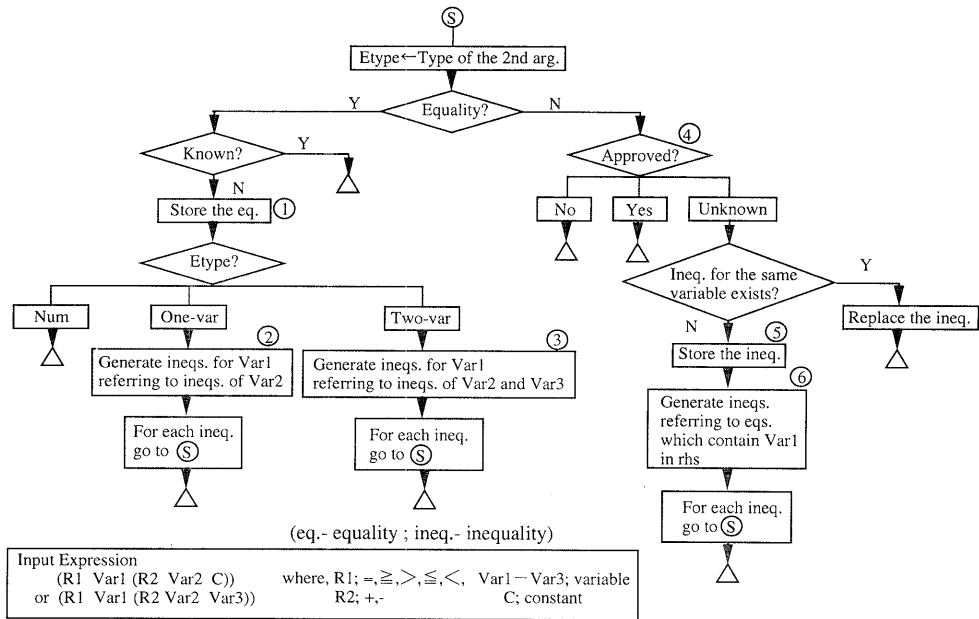 S
Etype←Type of the 2nd arg.
Equality?
Y
N
Known?
Y
N
Store the eq.
1
Etype?
Num
One-var
Two-var
2
Generate ineqs. for Var1
referring to ineqs. of Var2
For each ineq.
go to S
3
Generate ineqs. for Var1
referring to ineqs. of Var2 and Var3
For each ineq.
go to S
4
Approved?
No
Yes
Unknown
Ineq. for the same
variable exists?
Y
N
Replace the ineq.
5
Store the ineq.
6
Generate ineqs.
referring to eqs.
which contain Var1
in rhs
For each ineq.
go to S
(eq.- equality ; ineq.- inequality)
Input Expression
(R1 Var1 (R2 Var2 C)) where, R1; =,≧,>,≦,<, Var1－Var3; variable
or (R1 Var1 (R2 Var2 Var3)) R2; +,- C; constant